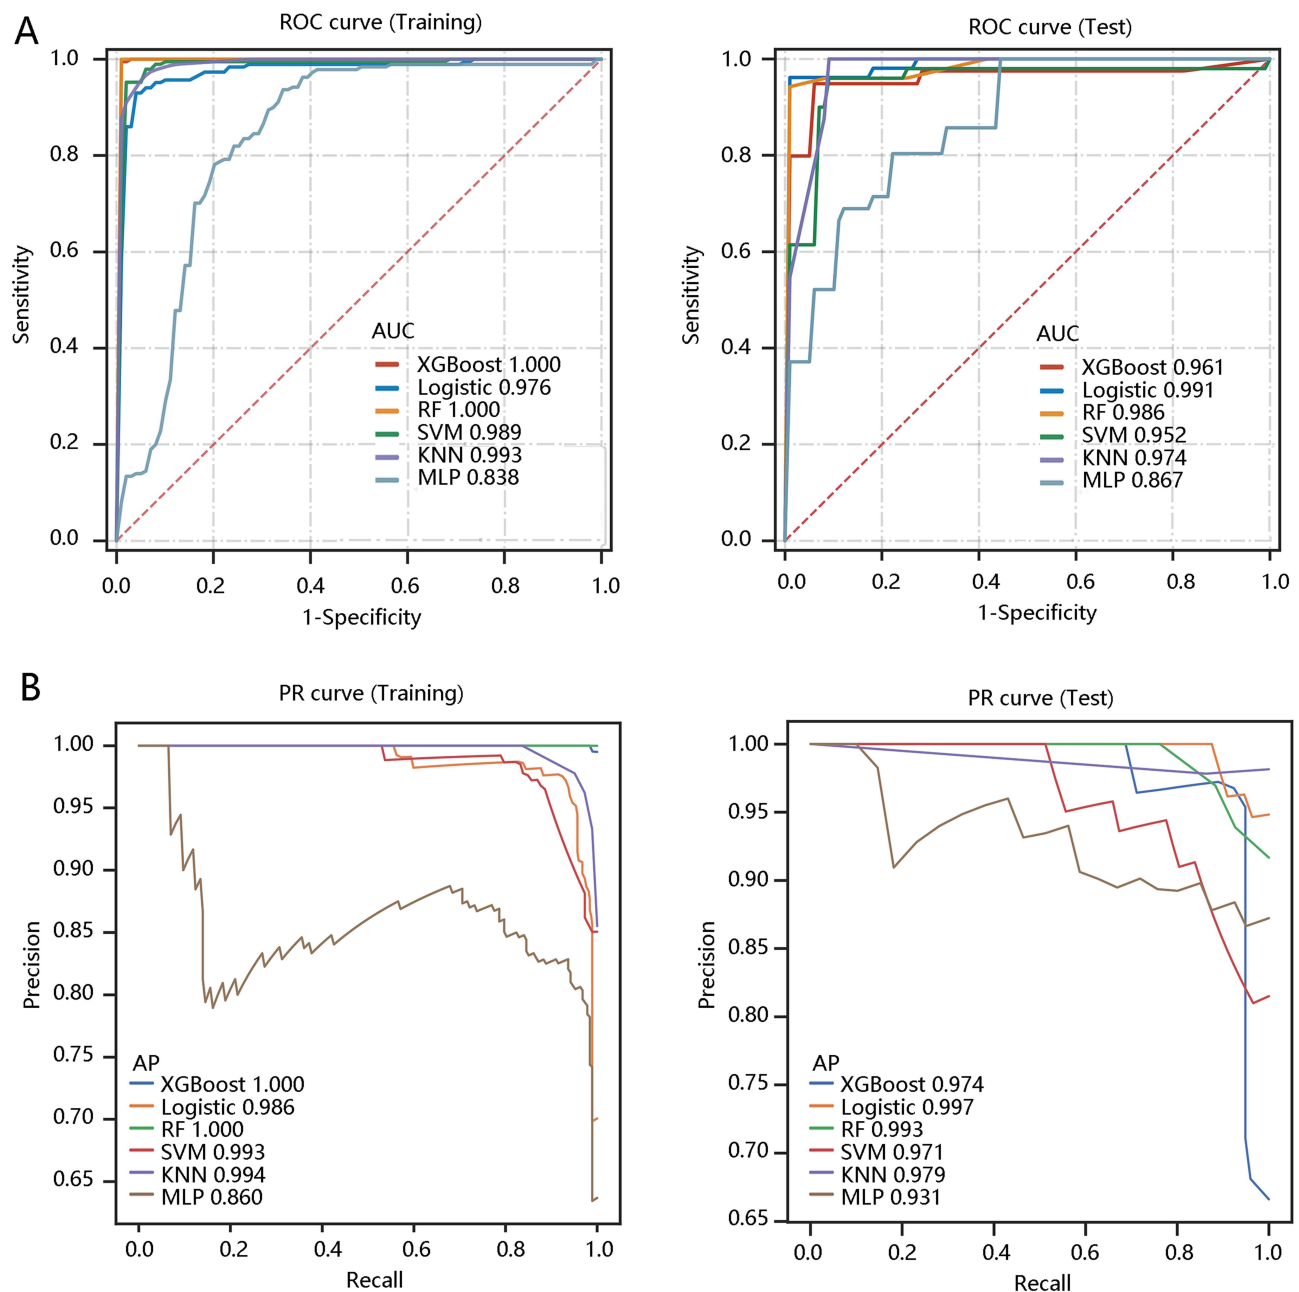 A
ROC curve (Training)
1.0
0.8
0.6
0.4
0.2
0.0
Sensitivity
AUC
XGBoost 1.000
Logistic 0.976
RF 1.000
SVM 0.989
KNN 0.993
MLP 0.838
0.0 0.2 0.4 0.6 0.8 1.0
1-Specificity
ROC curve (Test)
1.0
0.8
0.6
0.4
0.2
0.0
Sensitivity
AUC
XGBoost 0.961
Logistic 0.991
RF 0.986
SVM 0.952
KNN 0.974
MLP 0.867
0.0 0.2 0.4 0.6 0.8 1.0
1-Specificity
B
PR curve (Training)
1.00
0.95
0.90
0.85
0.80
0.75
0.70
0.65
Precision
AP
XGBoost 1.000
Logistic 0.986
RF 1.000
SVM 0.993
KNN 0.994
MLP 0.860
0.0 0.2 0.4 0.6 0.8 1.0
Recall
PR curve (Test)
1.00
0.95
0.90
0.85
0.80
0.75
0.70
0.65
Precision
AP
XGBoost 0.974
Logistic 0.997
RF 0.993
SVM 0.971
KNN 0.979
MLP 0.931
0.0 0.2 0.4 0.6 0.8 1.0
Recall